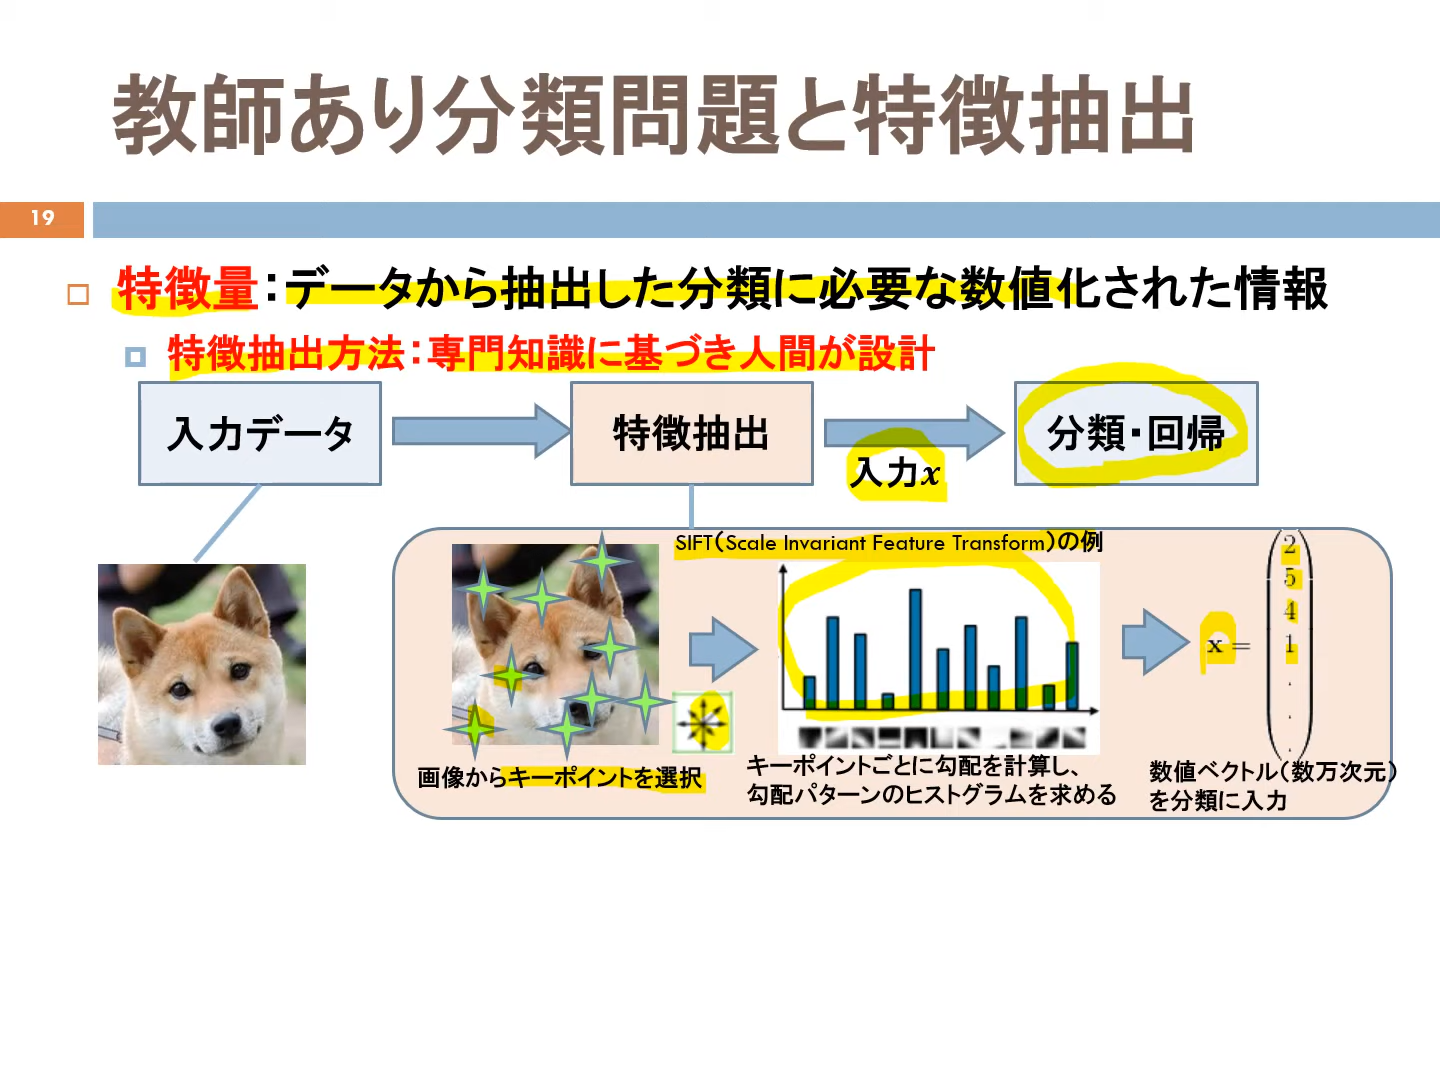 教師あり分類問題と特徴抽出
19
特徴量：データから抽出した分類に必要な数値化された情報
特徴抽出方法：専門知識に基づき人間が設計
入力データ
特徴抽出
入力x
分類・回帰
SIFT（Scale Invariant Feature Transform）の例
画像からキーポイントを選択
キーポイントごとに勾配を計算し、
勾配パターンのヒストグラムを求める
x =
2
5
4
1
.
.
.
数値ベクトル（数万次元）
を分類に入力